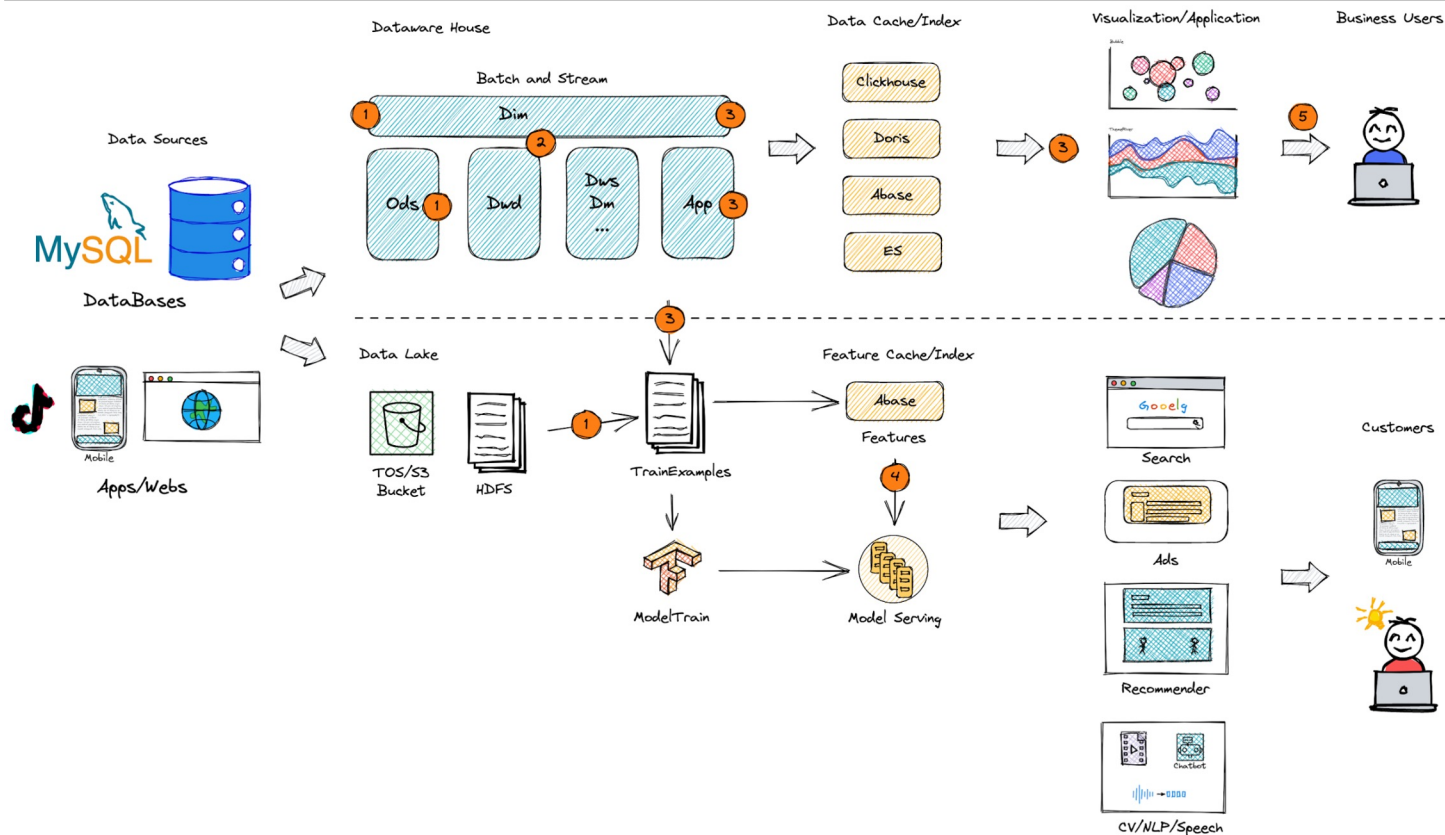 Dataware House
Data Cache/Index
Visualization/Application
Business Users
Batch and Stream
Dim
1
3
2
Ods
1
Dwd
Dws
Dm
...
App
3
Clickhouse
Doris
Abase
ES
3
Bubble
5
Data Sources
MySQL
DataBases
Mobile
Apps/Webs
3
Data Lake
TOS/S3
Bucket
HDFS
1
TrainExamples
ModelTrain
Feature Cache/Index
Abase
Features
4
Model Serving
Gooelg
Search
Ads
Recommender
Chatbot
CV/NLP/Speech
Customers
Mobile